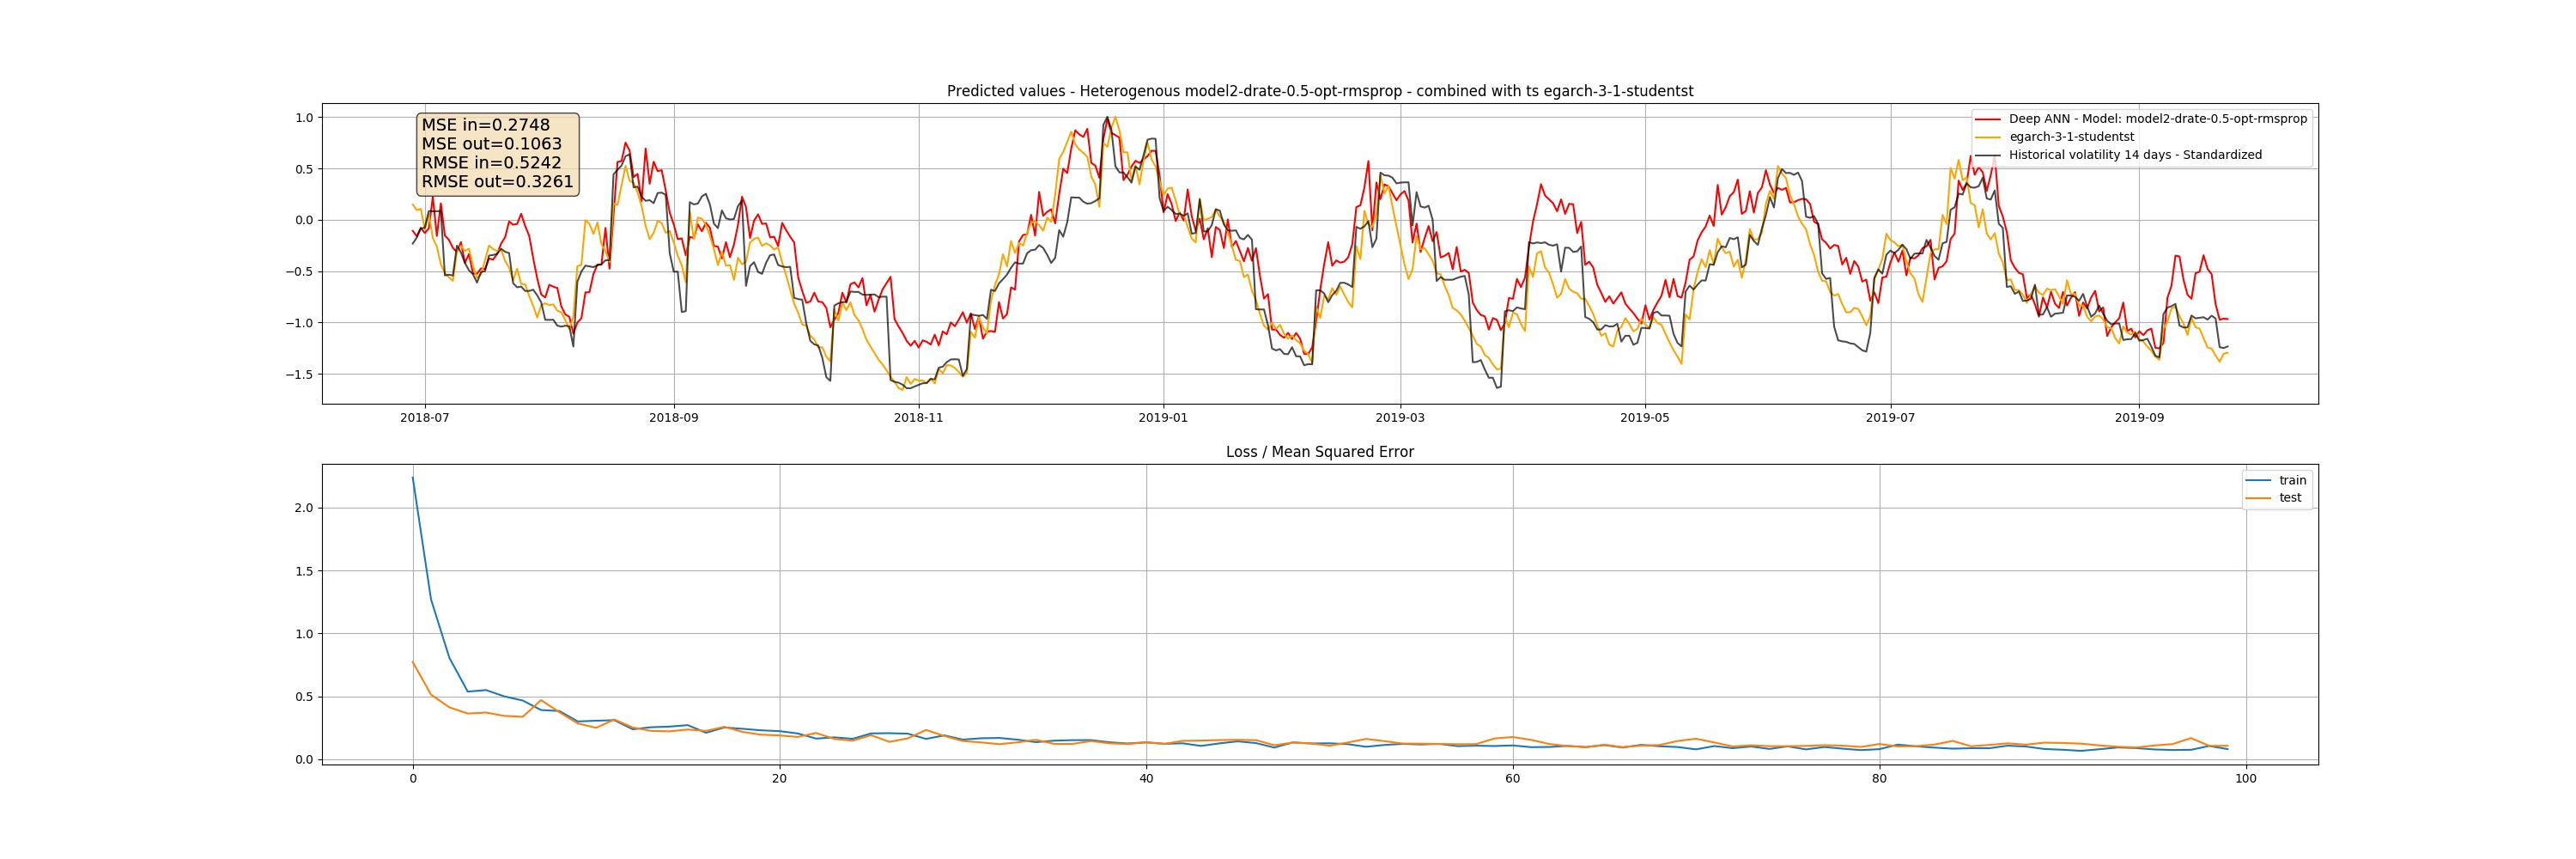 Predicted values - Heterogenous model2-drate-0.5-opt-rmsprop - combined with ts egarch-3-1-studentst
MSE in=0.2748
MSE out=0.1063
RMSE in=0.5242
RMSE out=0.3261
Deep ANN - Model: model2-drate-0.5-opt-rmsprop
egarch-3-1-studentst
Historical volatility 14 days - Standardized
1.0
0.5
0.0
−0.5
−1.0
−1.5
2018-07 2018-09 2018-11 2019-01 2019-03 2019-05 2019-07 2019-09
Loss / Mean Squared Error
train
test
2.0
1.5
1.0
0.5
0.0
0 20 40 60 80 100